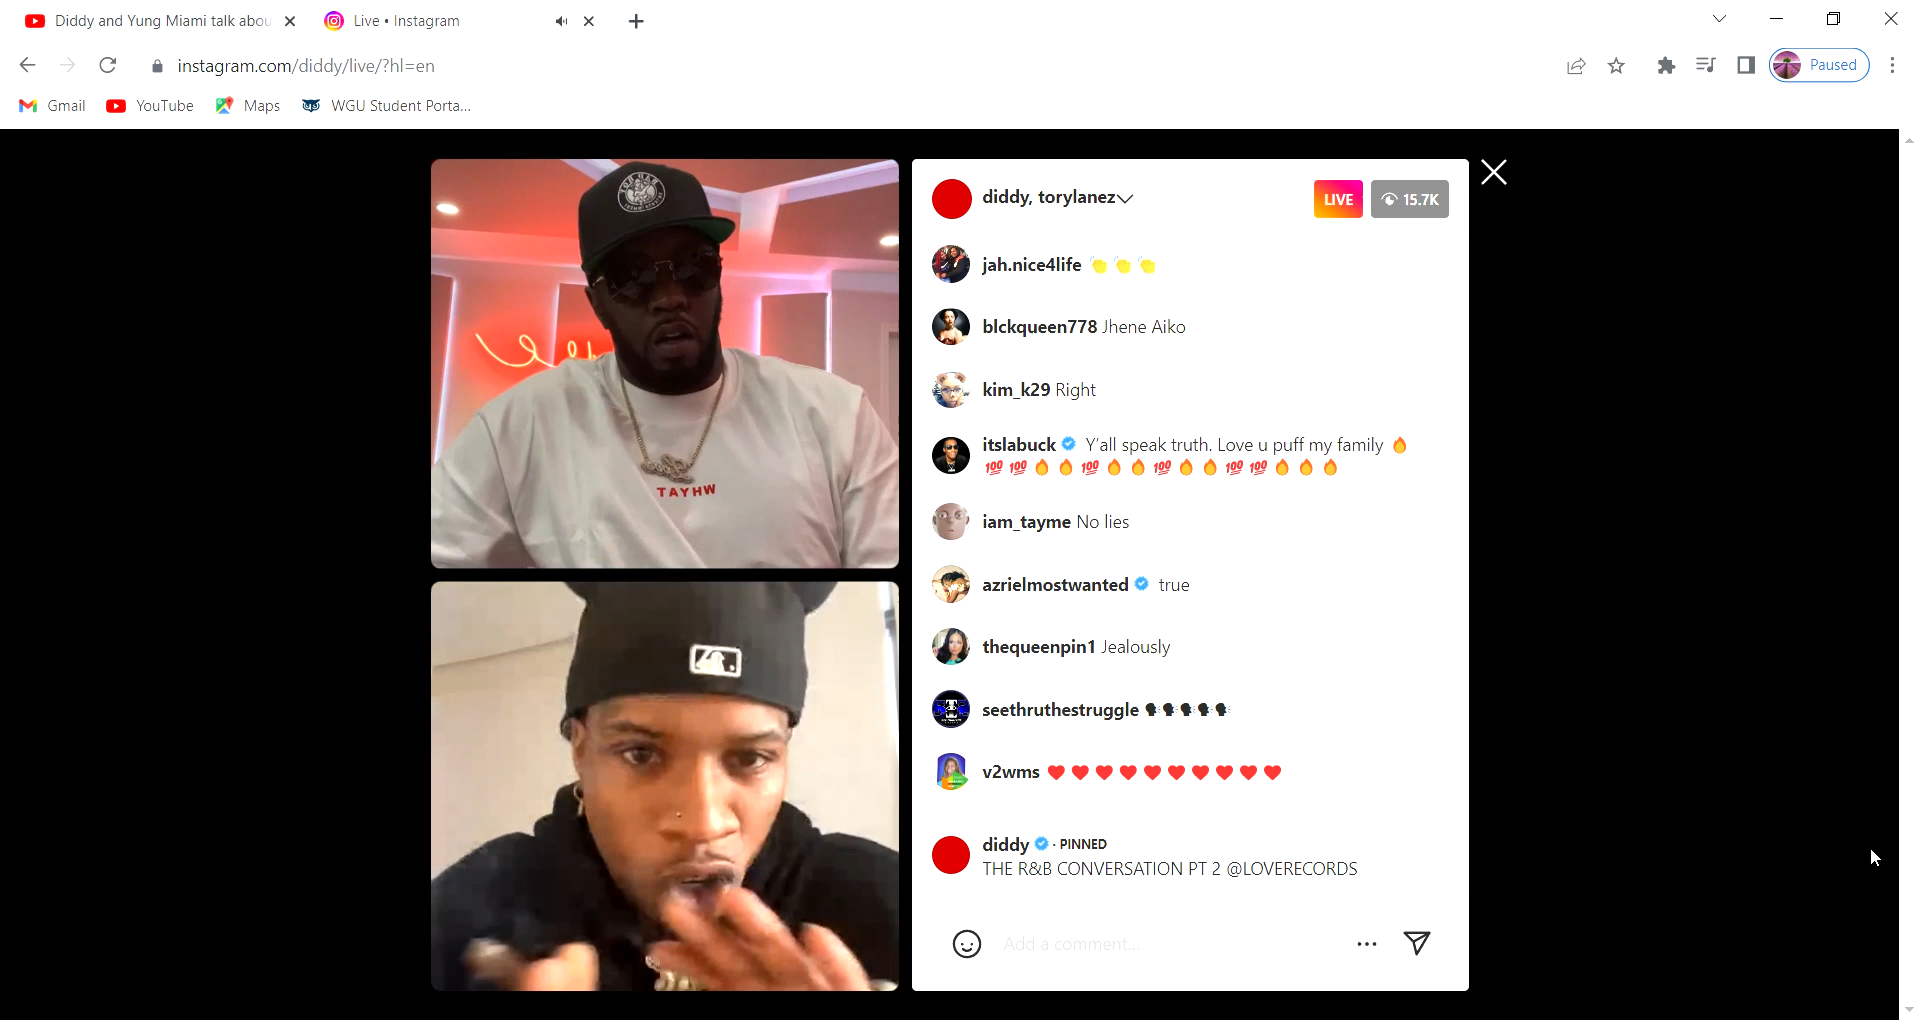 Diddy and Yung Miami talk abou
Live • Instagram
instagram.com/diddy/live/?hl=en
Paused
Gmail
YouTube
Maps
WGU Student Porta...
TAYHW
diddy, torylanez
LIVE
15.7K
jah.nice4life 👏👏👏
blckqueen778 Jhene Aiko
kim_k29 Right
itslabuck Y'all speak truth. Love u puff my family 🔥
💯💯🔥🔥💯🔥🔥💯🔥🔥💯💯🔥🔥🔥
iam_tayme No lies
azrielmostwanted true
thequeenpin1 Jealously
seethruthestruggle 🗣🗣🗣🗣🗣
v2wms ❤️❤️❤️❤️❤️❤️❤️❤️❤️❤️
diddy · PINNED
THE R&B CONVERSATION PT 2 @LOVERECORDS
Add a comment...